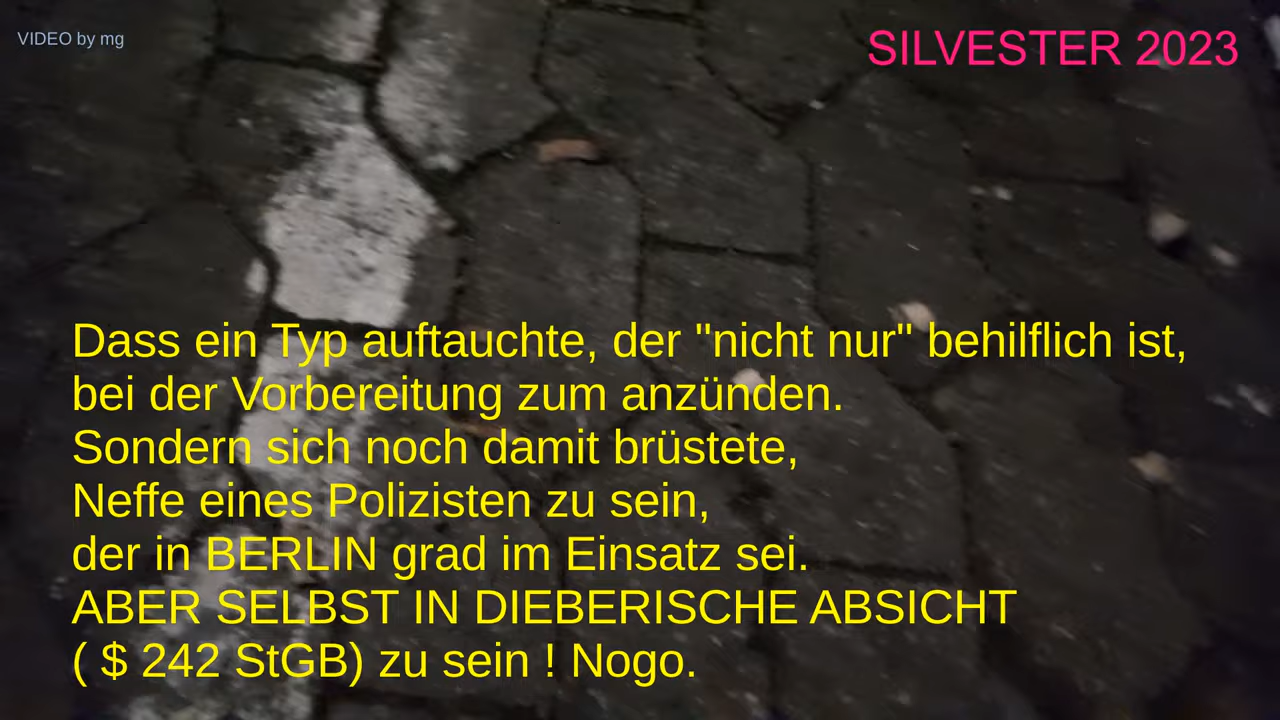 VIDEO by mg
SILVESTER 2023
Dass ein Typ auftauchte, der "nicht nur" behilflich ist,
bei der Vorbereitung zum anzünden.
Sondern sich noch damit brüstete,
Neffe eines Polizisten zu sein,
der in BERLIN grad im Einsatz sei.
ABER SELBST IN DIEBERISCHE ABSICHT
( $ 242 StGB) zu sein ! Nogo.